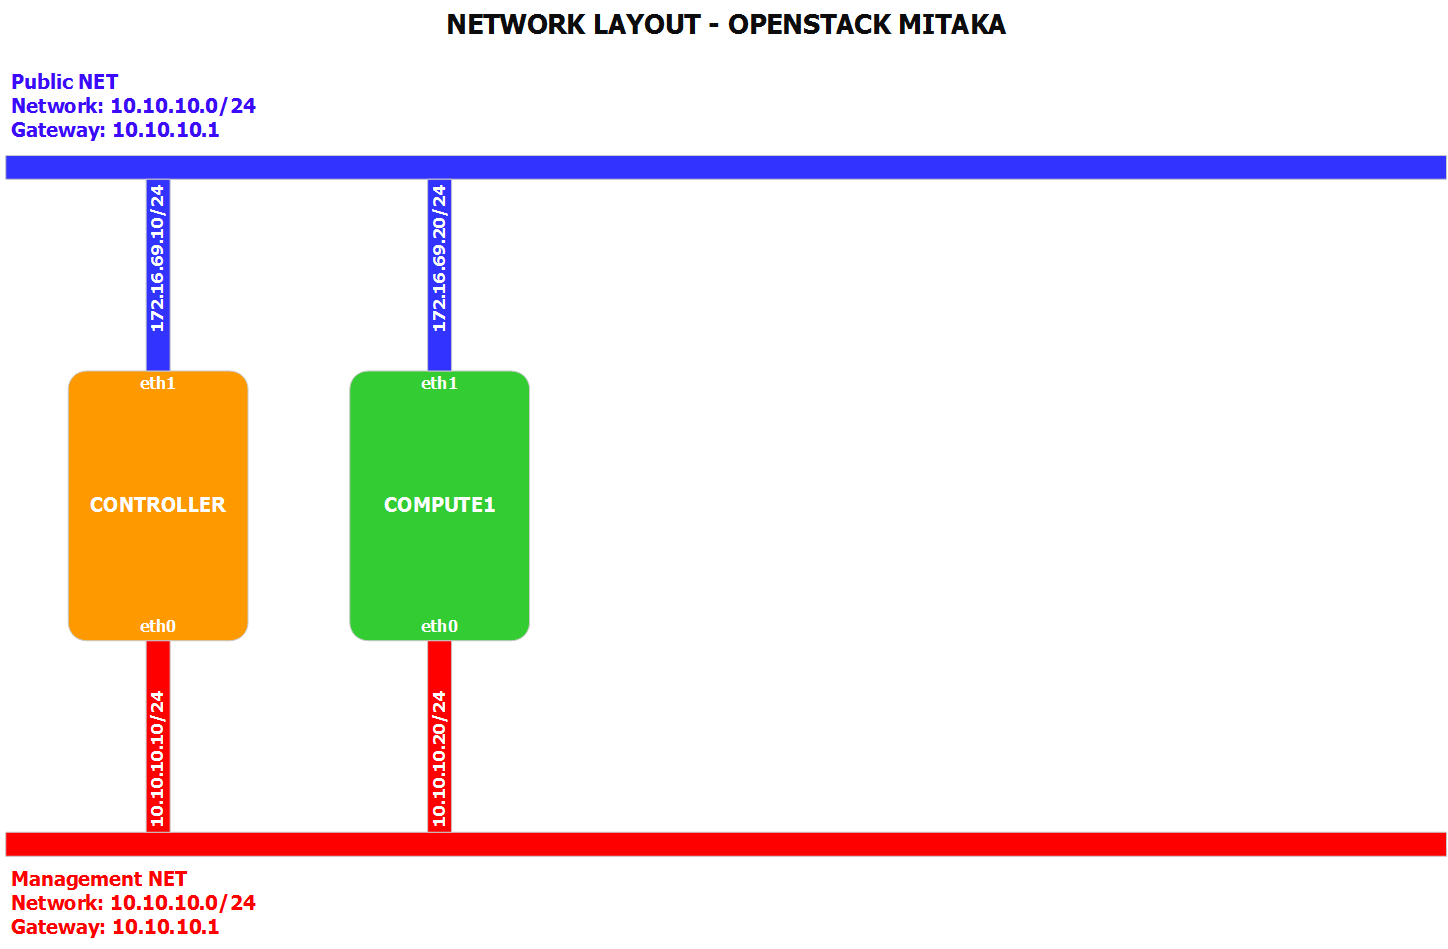 NETWORK LAYOUT - OPENSTACK MITAKA
Public NET
Network: 10.10.10.0/24
Gateway: 10.10.10.1
172.16.69.10/24
172.16.69.20/24
eth1
eth1
CONTROLLER
COMPUTE1
eth0
eth0
10.10.10.10/24
10.10.10.20/24
Management NET
Network: 10.10.10.0/24
Gateway: 10.10.10.1